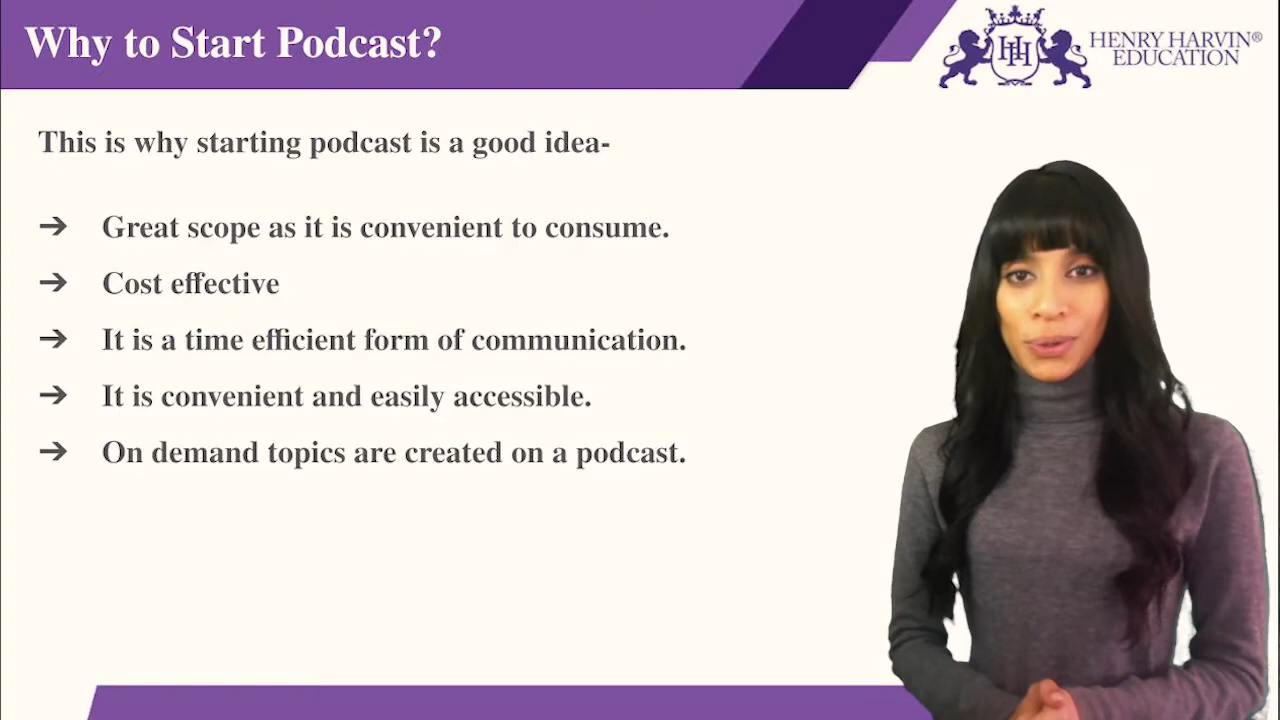 Why to Start Podcast?
HENRY HARVIN®
EDUCATION
This is why starting podcast is a good idea-
➔ Great scope as it is convenient to consume.
➔ Cost effective
➔ It is a time efficient form of communication.
➔ It is convenient and easily accessible.
➔ On demand topics are created on a podcast.